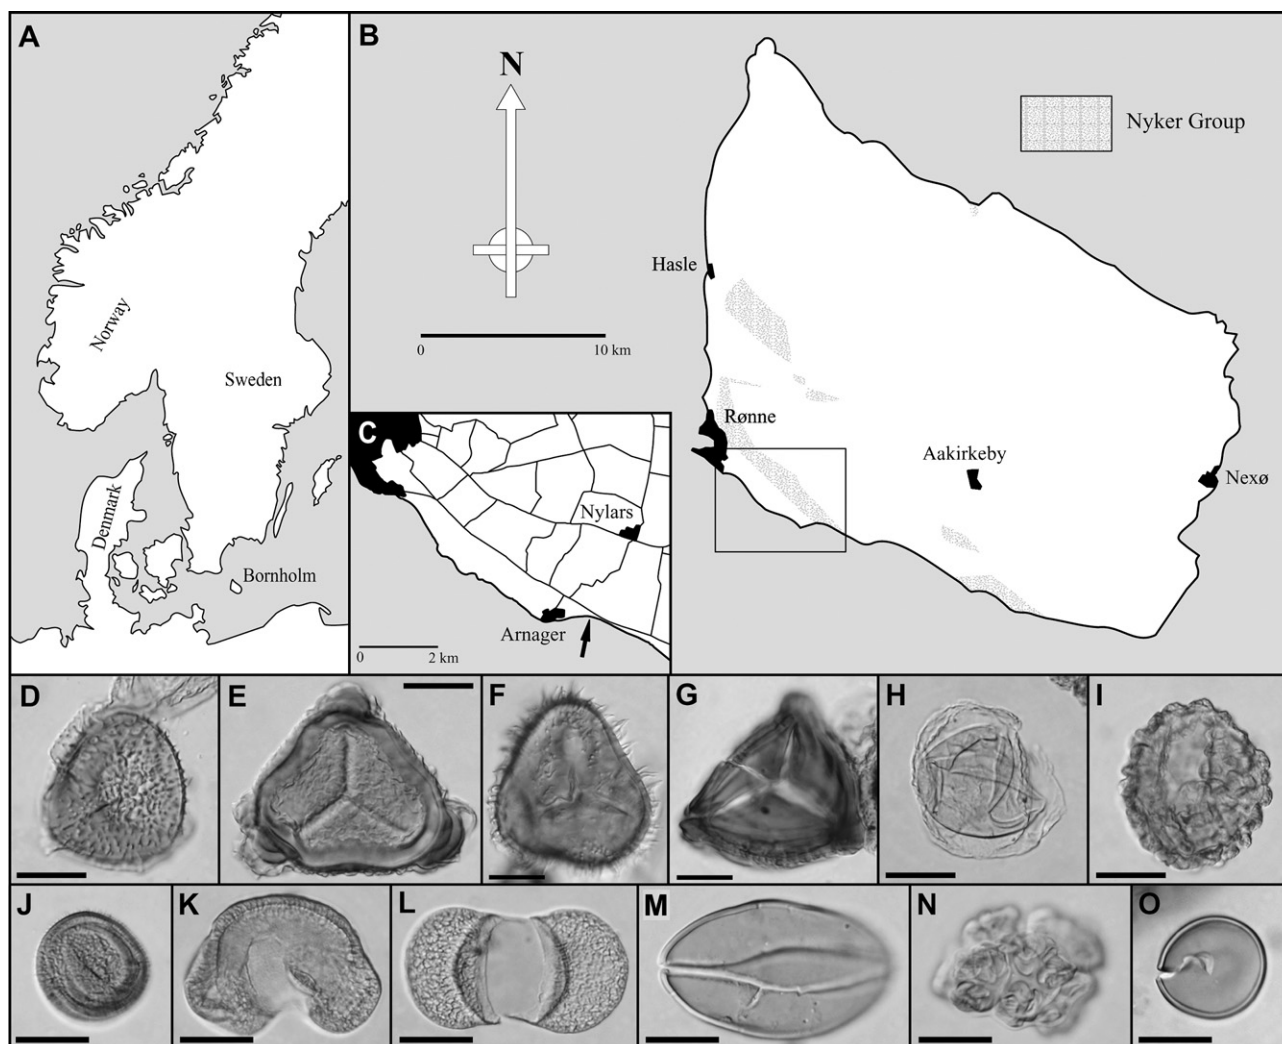 A
Norway
Sweden
Denmark
Bornholm
B
N
0 10 km
Nyker Group
Hasle
Rønne
Aakirkeby
Nexø
C
Nylars
Arnager
0 2 km
D
E
F
G
H
I
J
K
L
M
N
O